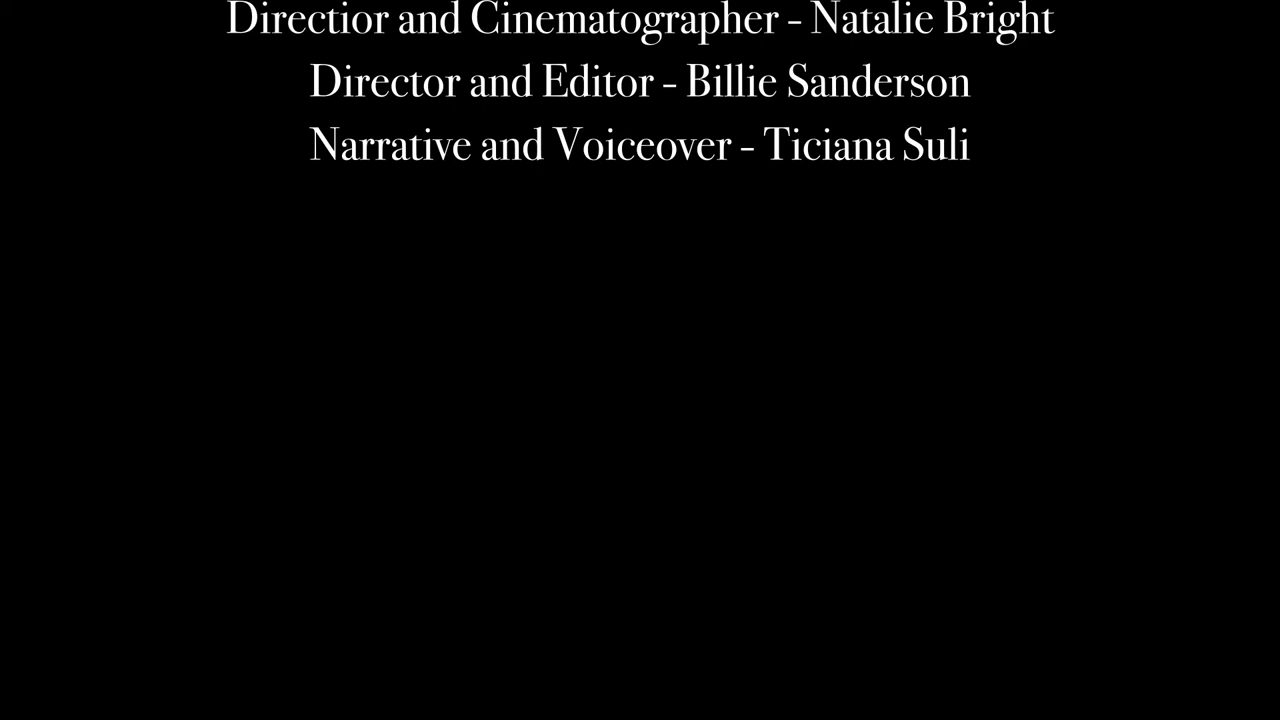 Directior and Cinematographer - Natalie Bright
Director and Editor - Billie Sanderson
Narrative and Voiceover - Ticiana Suli